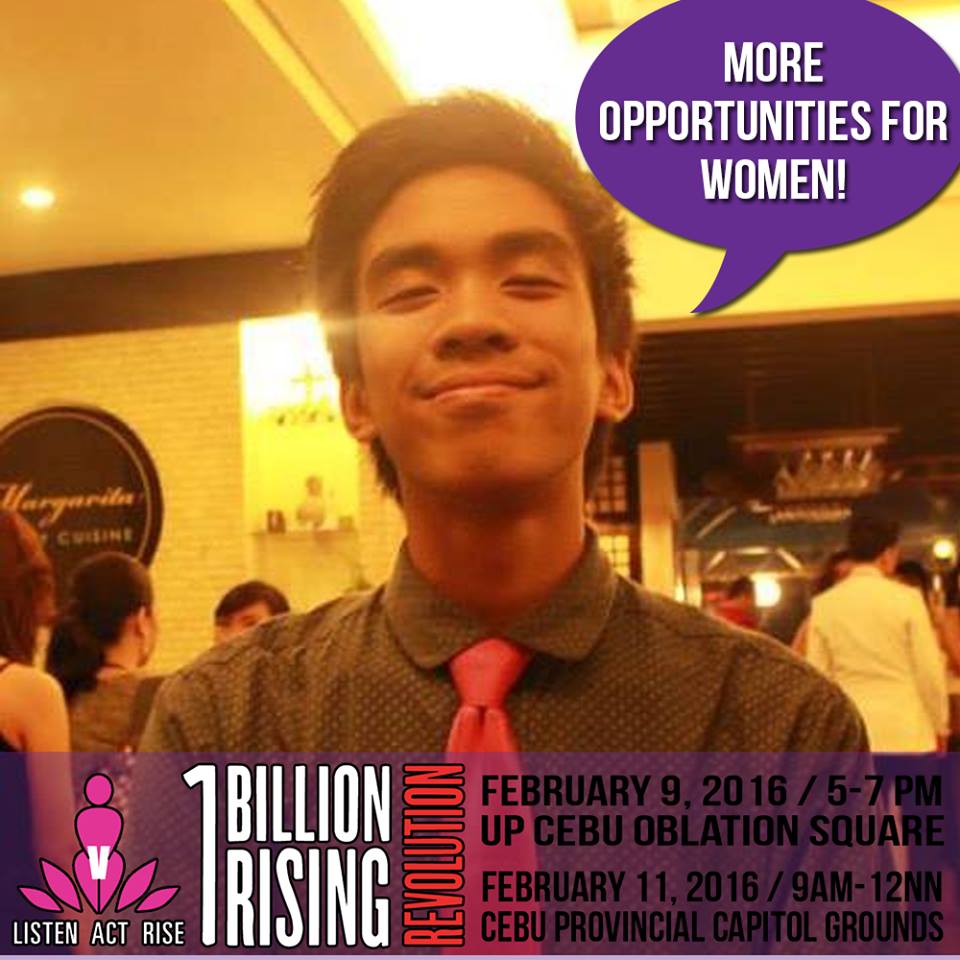 MORE
OPPORTUNITIES FOR
WOMEN!
Margarita
CUISINE
V
LISTEN ACT RISE
1 BILLION
RISING
REVOLUTION
FEBRUARY 9, 2016 / 5-7 PM
UP CEBU OBLATION SQUARE
FEBRUARY 11, 2016 / 9AM-12NN
CEBU PROVINCIAL CAPITOL GROUNDS